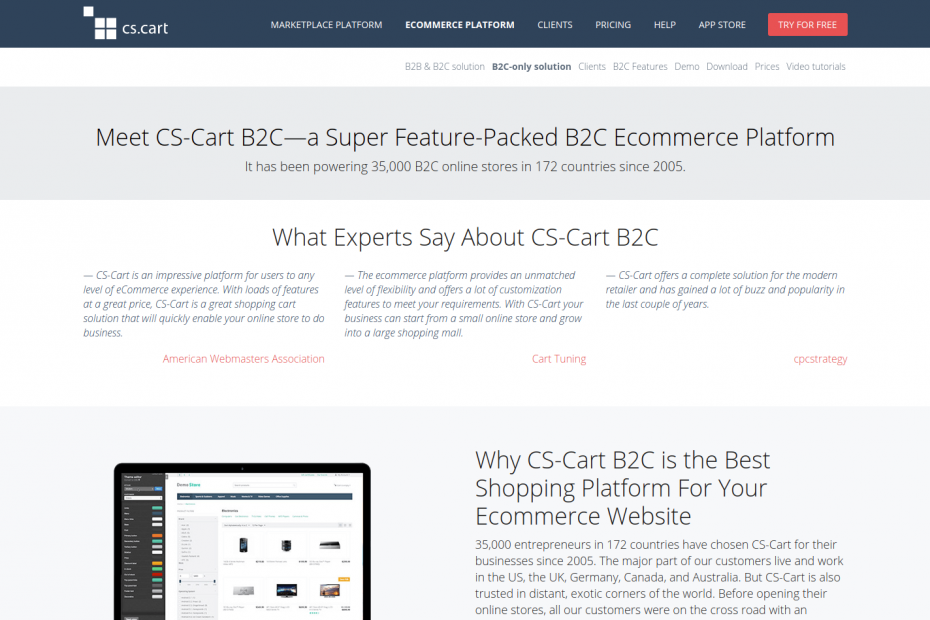 cs.cart
MARKETPLACE PLATFORM ECOMMERCE PLATFORM CLIENTS PRICING HELP APP STORE TRY FOR FREE
B2B & B2C solution B2C-only solution Clients B2C Features Demo Download Prices Video tutorials
Meet CS-Cart B2C—a Super Feature-Packed B2C Ecommerce Platform
It has been powering 35,000 B2C online stores in 172 countries since 2005.
What Experts Say About CS-Cart B2C
— CS-Cart is an impressive platform for users to any
level of eCommerce experience. With loads of features
at a great price, CS-Cart is a great shopping cart
solution that will quickly enable your online store to do
business.
American Webmasters Association
— The ecommerce platform provides an unmatched
level of flexibility and offers a lot of customization
features to meet your requirements. With CS-Cart your
business can start from a small online store and grow
into a large shopping mall.
Cart Tuning
— CS-Cart offers a complete solution for the modern
retailer and has gained a lot of buzz and popularity in
the last couple of years.
cpcstrategy
DemoStore
Electronics
Why CS-Cart B2C is the Best
Shopping Platform For Your
Ecommerce Website
35,000 entrepreneurs in 172 countries have chosen CS-Cart for their
businesses since 2005. The major part of our customers live and work
in the US, the UK, Germany, Canada, and Australia. But CS-Cart is also
trusted in distant, exotic corners of the world. Before opening their
online stores, all our customers were on the cross road with an